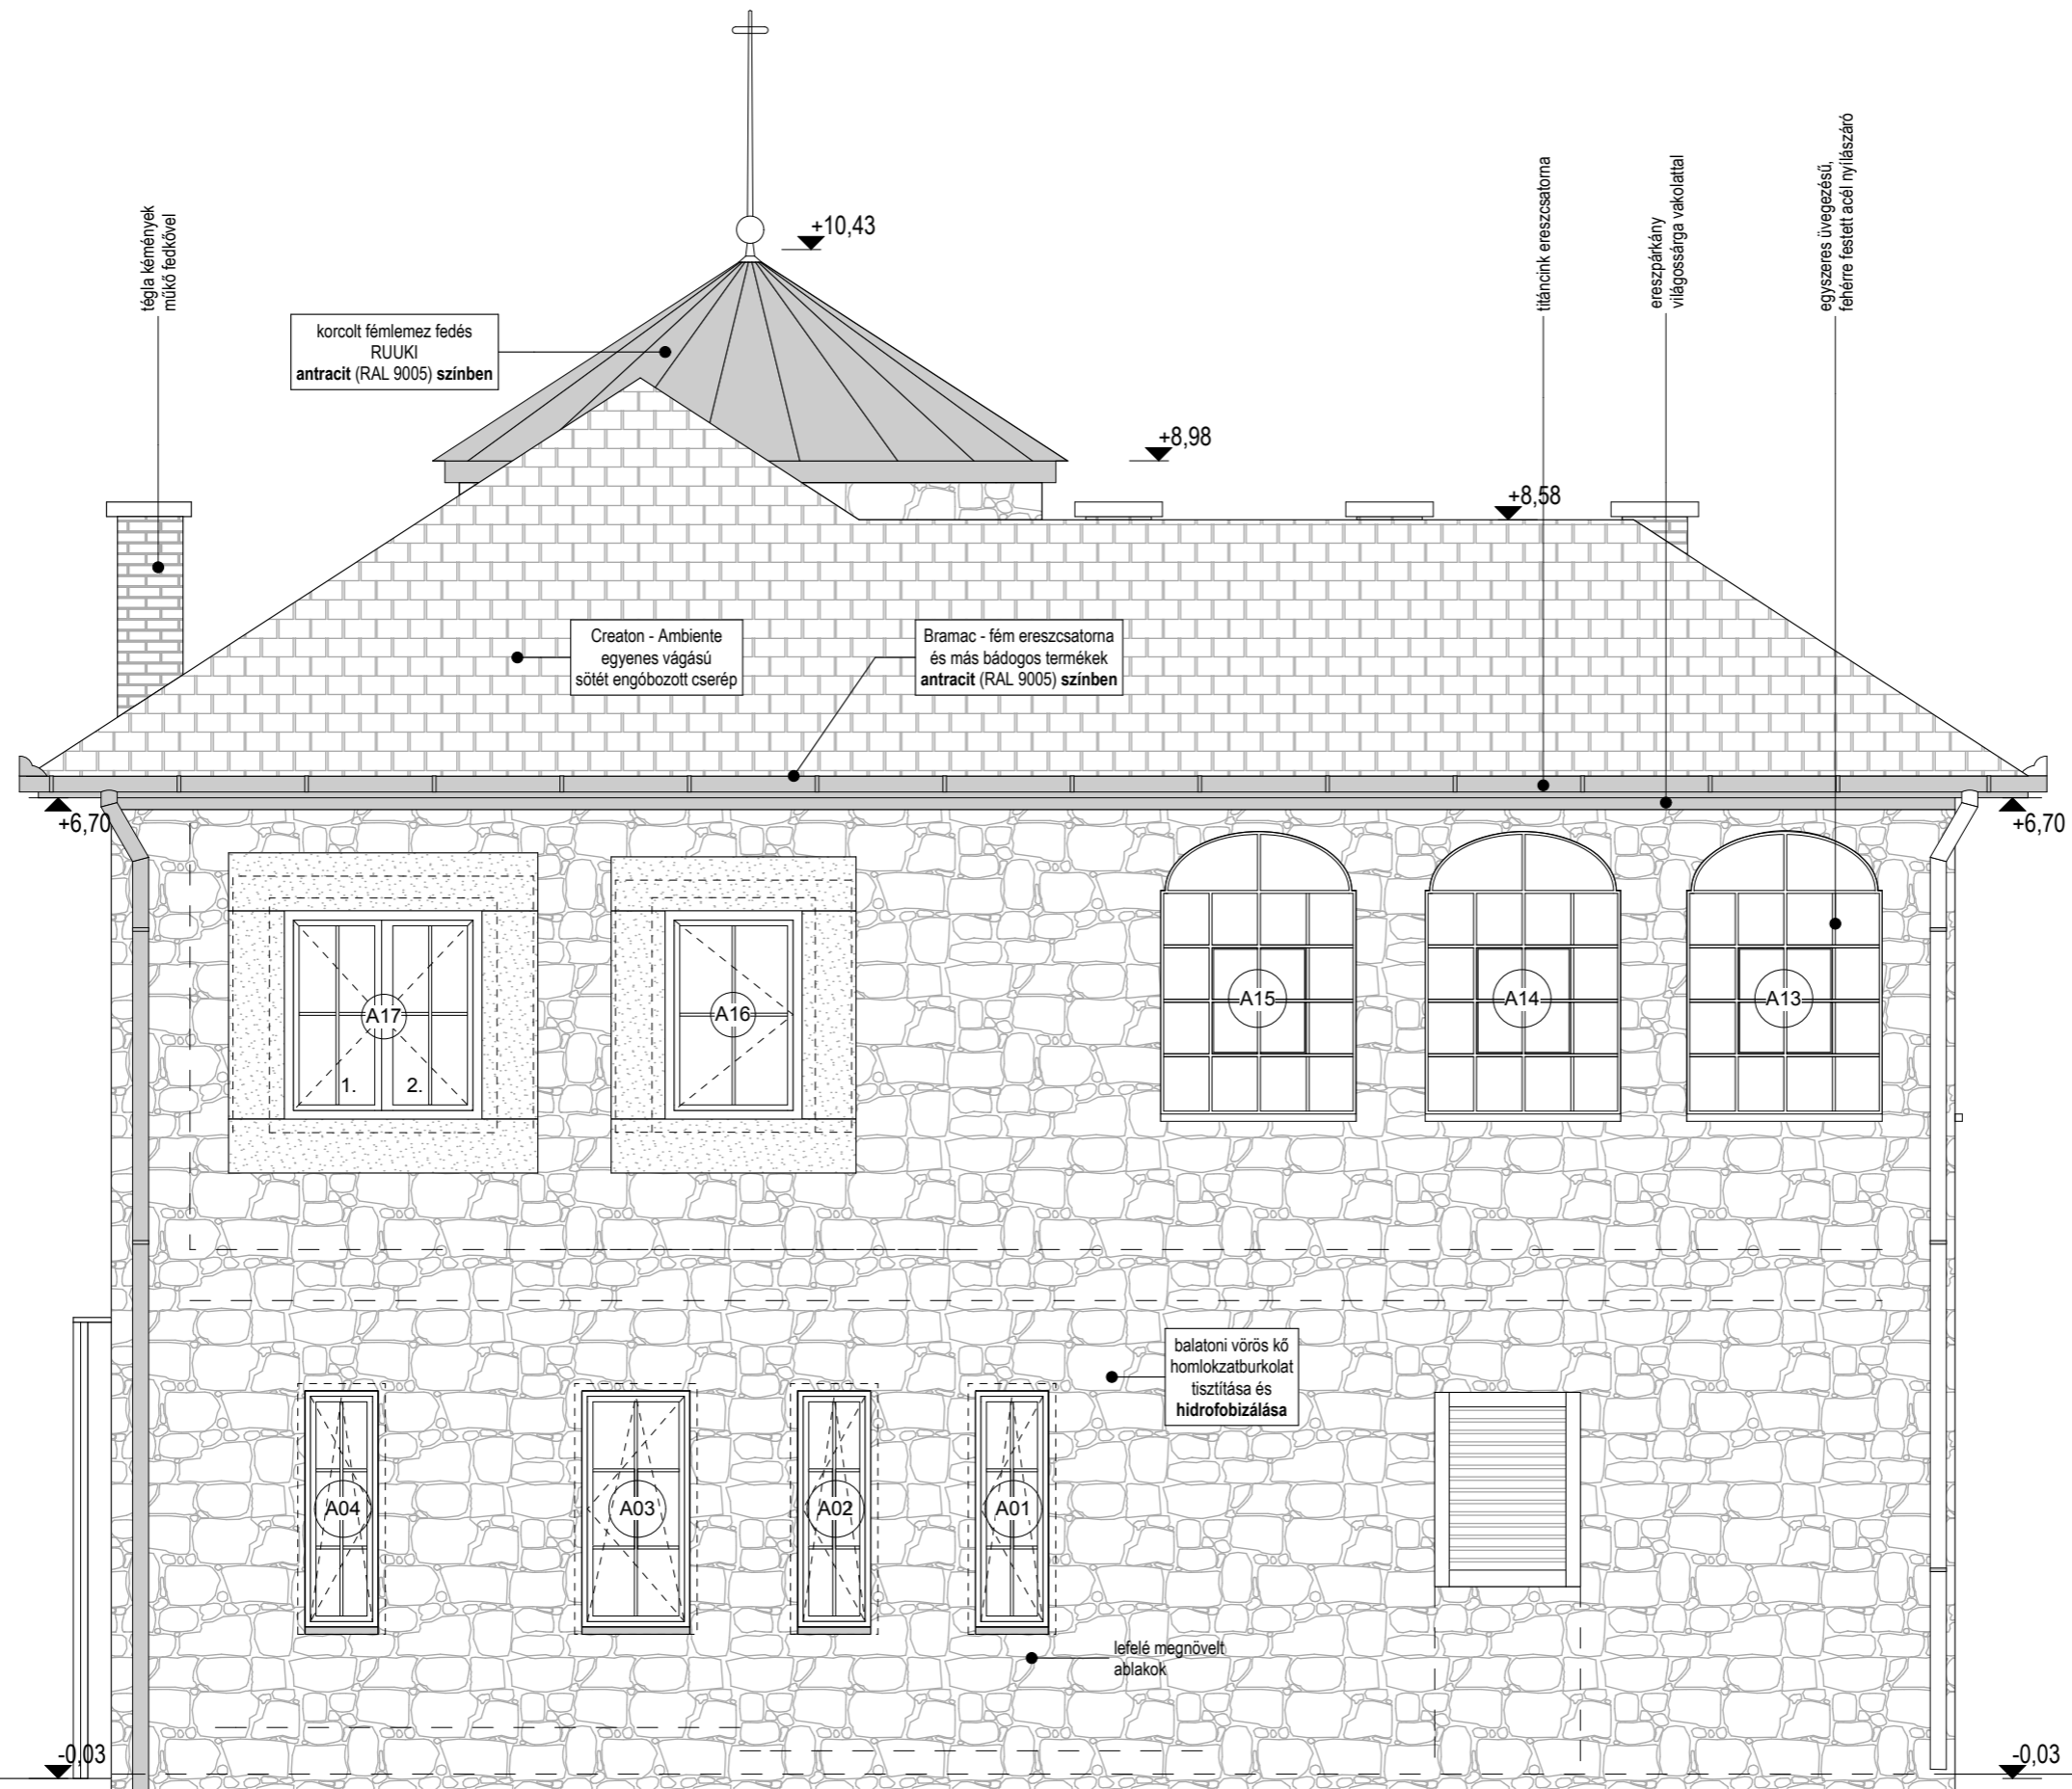 +10,43
tégla kémények
műkő fedkővel
titáncink ereszcsatorna
ereszpárkány
világossárga vakolattal
egyszeres üvegezésű,
fehérre festett acél nyílászáró
korcolt fémlemez fedés
RUUKI
antracit (RAL 9005) színben
+8,98
+8,58
Creaton - Ambiente
egyenes vágású
sötét engóbozott cserép
Bramac - fém ereszcsatorna
és más bádogos termékek
antracit (RAL 9005) színben
+6,70
+6,70
A17
A16
A15
A14
A13
1.
2.
balatoni vörös kő
homlokzatburkolat
tisztítása és
hidrofobizálása
A04
A03
A02
A01
lefelé megnövelt
ablakok
-0,03
-0,03